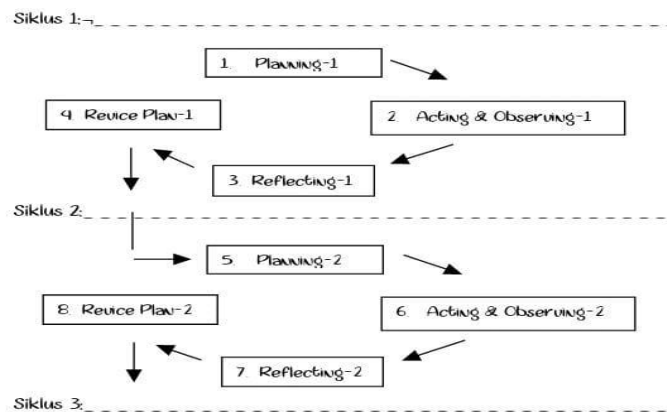 Siklus 1:¬
1. Planning-1
4. Revice Plan-1
2. Acting & Observing-1
3. Reflecting-1
Siklus 2:
5. Planning-2
8. Revice Plan-2
6. Acting & Observing-2
7. Reflecting-2
Siklus 3: